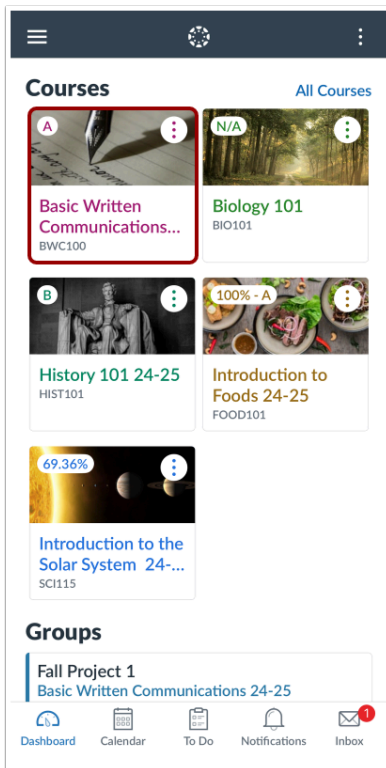 Courses
All Courses
A
N/A
Basic Written
Communications...
BWC100
Biology 101
BIO101
B
100% - A
History 101 24-25
HIST101
Introduction to
Foods 24-25
FOOD101
69.36%
Introduction to the
Solar System 24-...
SCI115
Groups
Fall Project 1
Basic Written Communications 24-25
1
Dashboard
Calendar
To Do
Notifications
Inbox